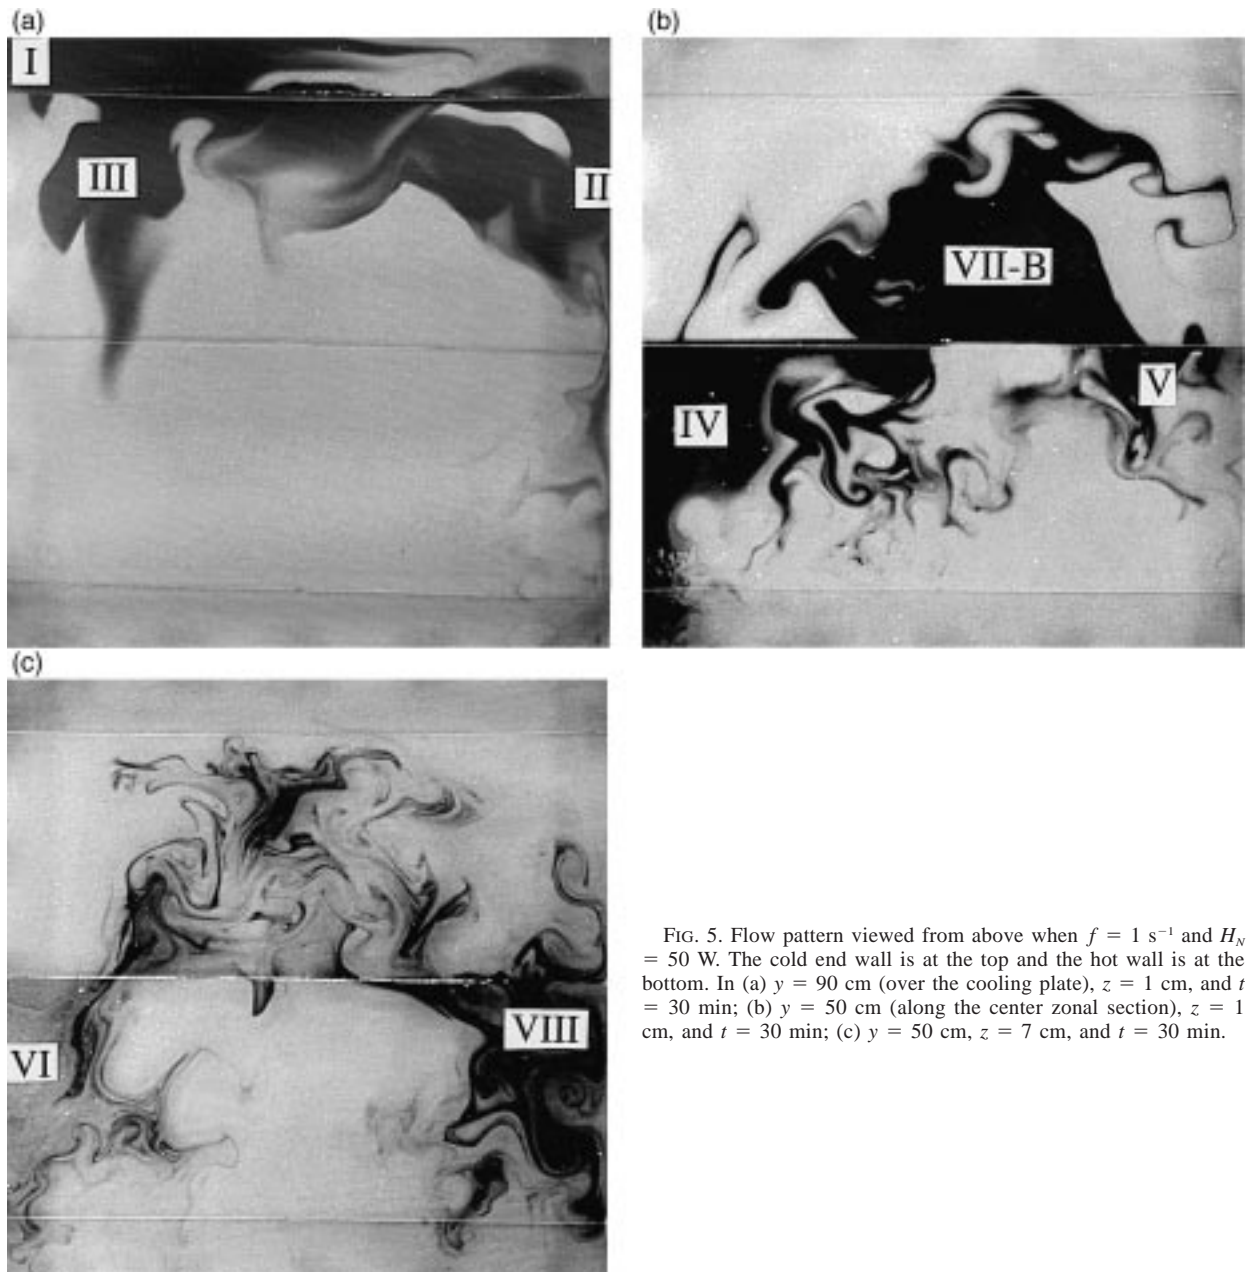 (a)
I
III
II
(b)
VII-B
IV
V
(c)
VI
VIII
FIG. 5. Flow pattern viewed from above when f = 1 s⁻¹ and H_N
= 50 W. The cold end wall is at the top and the hot wall is at the
bottom. In (a) y = 90 cm (over the cooling plate), z = 1 cm, and t
= 30 min; (b) y = 50 cm (along the center zonal section), z = 1
cm, and t = 30 min; (c) y = 50 cm, z = 7 cm, and t = 30 min.